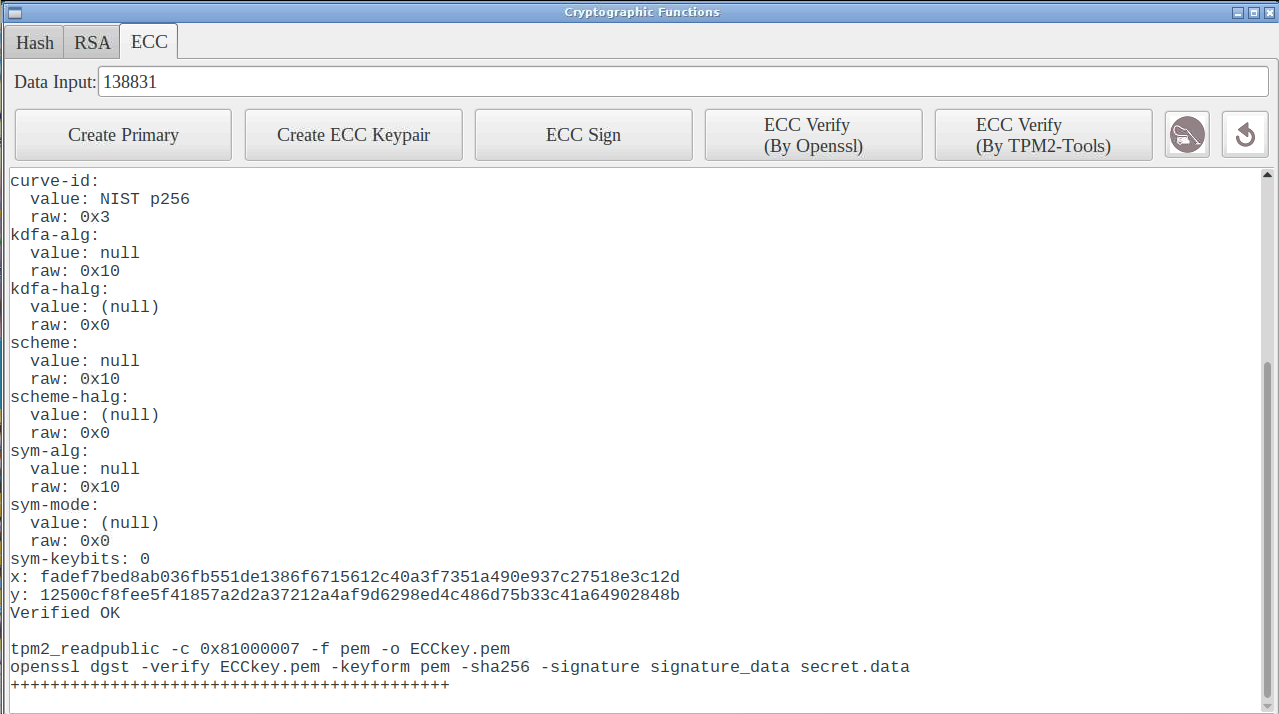 Cryptographic Functions
Hash RSA ECC
Data Input: 138831
Create Primary Create ECC Keypair ECC Sign ECC Verify (By Openssl) ECC Verify (By TPM2-Tools)
curve-id:
  value: NIST p256
  raw: 0x3
kdfa-alg:
  value: null
  raw: 0x10
kdfa-halg:
  value: (null)
  raw: 0x0
scheme:
  value: null
  raw: 0x10
scheme-halg:
  value: (null)
  raw: 0x0
sym-alg:
  value: null
  raw: 0x10
sym-mode:
  value: (null)
  raw: 0x0
sym-keybits: 0
x: fadef7bed8ab036fb551de1386f6715612c40a3f7351a490e937c27518e3c12d
y: 12500cf8fee5f41857a2d2a37212a4af9d6298ed4c486d75b33c41a64902848b
Verified OK
tpm2_readpublic -c 0x81000007 -f pem -o ECCkey.pem
openssl dgst -verify ECCkey.pem -keyform pem -sha256 -signature signature_data secret.data
++++++++++++++++++++++++++++++++++++++++++++